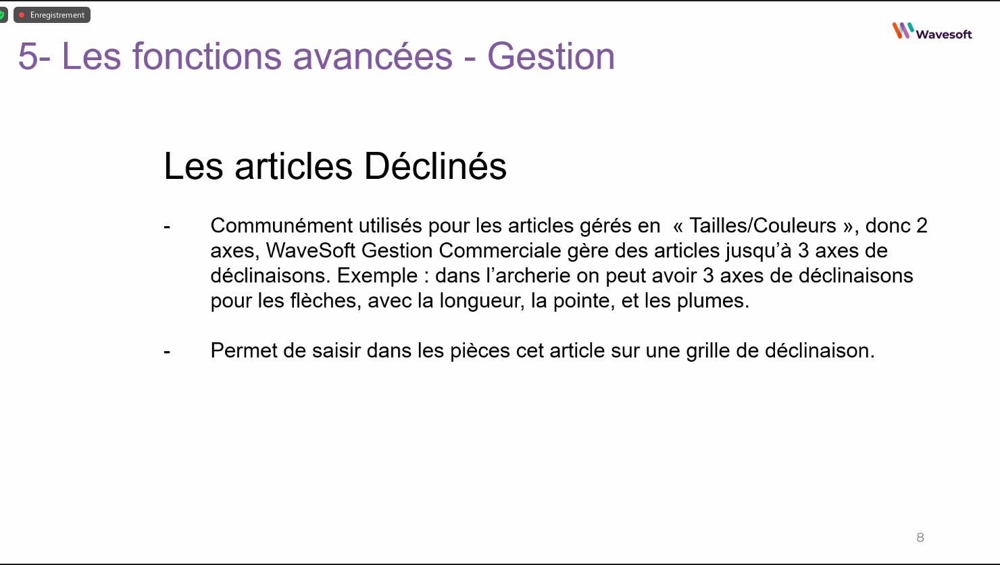 Enregistrement
Wavesoft
5- Les fonctions avancées - Gestion
Les articles Déclinés
- Communément utilisés pour les articles gérés en  « Tailles/Couleurs », donc 2
axes, WaveSoft Gestion Commerciale gère des articles jusqu’à 3 axes de
déclinaisons. Exemple : dans l’archerie on peut avoir 3 axes de déclinaisons
pour les flèches, avec la longueur, la pointe, et les plumes.
- Permet de saisir dans les pièces cet article sur une grille de déclinaison.
8